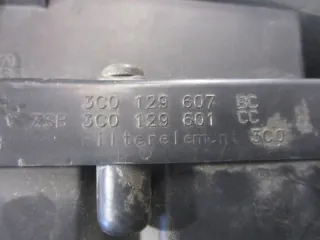 3C0 129 607 BC
ZSB 3C0 129 601 CC
Filterelement 3C0